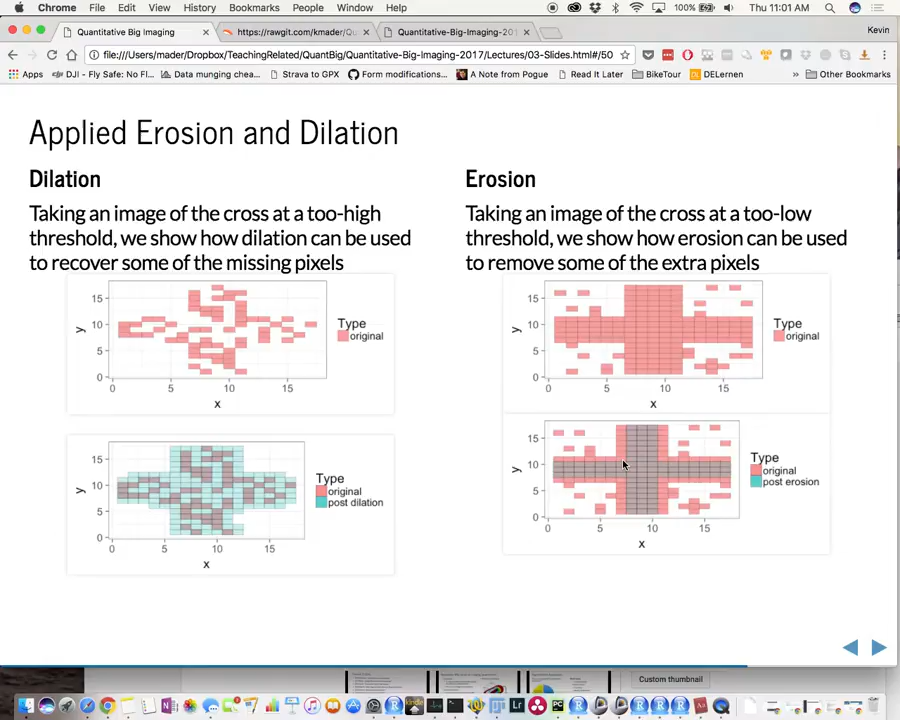 Chrome File Edit View History Bookmarks People Window Help 100% Thu 11:01 AM
Quantitative Big Imaging × https://rawgit.com/kmader/Qu × Quantitative-Big-Imaging-20 × Kevin
file:///Users/mader/Dropbox/TeachingRelated/QuantBig/Quantitative-Big-Imaging-2017/Lectures/03-Slides.html#/50
Apps DJI - Fly Safe: No Fl... Data munging chea... Strava to GPX Form modifications... A Note from Pogue Read It Later BikeTour DELernen » Other Bookmarks
Applied Erosion and Dilation
Dilation
Taking an image of the cross at a too-high
threshold, we show how dilation can be used
to recover some of the missing pixels
15
10
5
0
y
0 5 10 15
x
Type
original
15
10
5
0
y
0 5 10 15
x
Type
original
post dilation
Erosion
Taking an image of the cross at a too-low
threshold, we show how erosion can be used
to remove some of the extra pixels
15
10
5
0
y
0 5 10 15
x
Type
original
15
10
5
0
y
0 5 10 15
x
Type
original
post erosion
Custom thumbnail